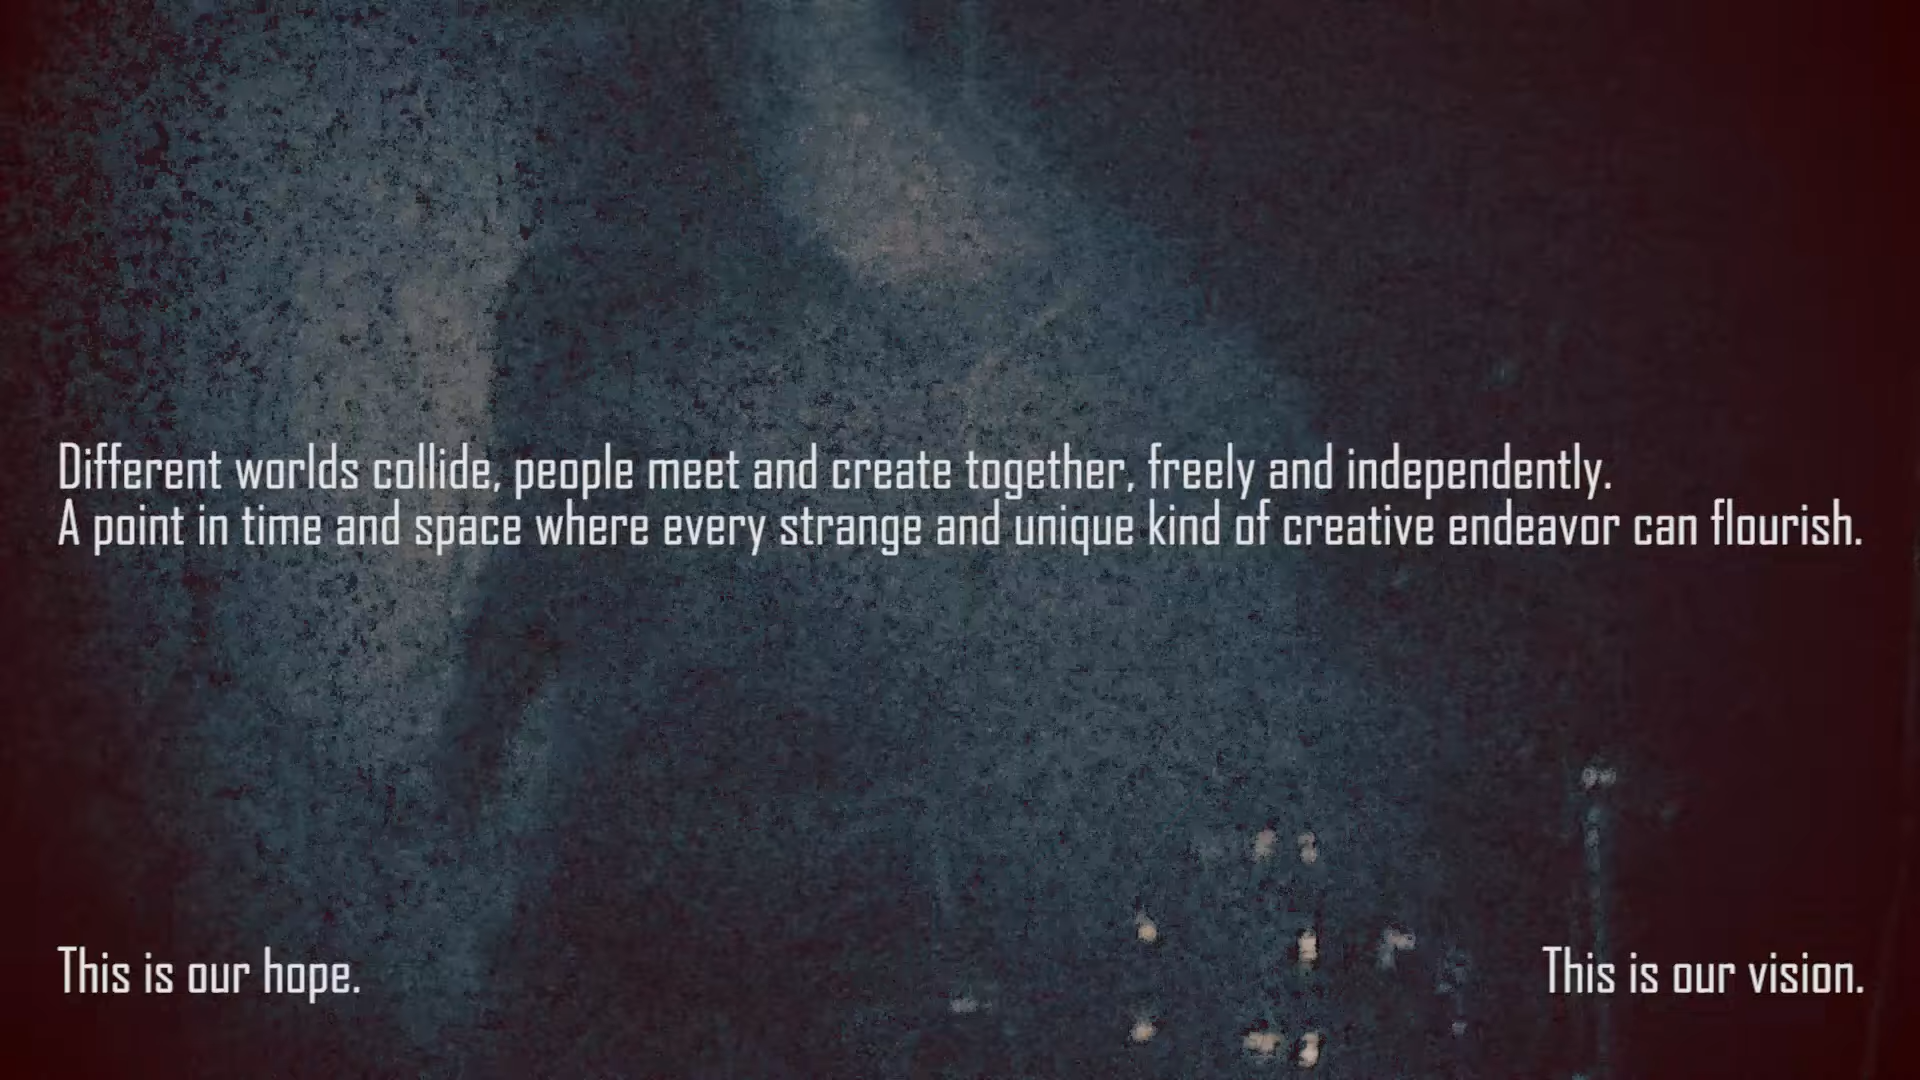 Different worlds collide, people meet and create together, freely and independently.
A point in time and space where every strange and unique kind of creative endeavor can flourish.
This is our hope.
This is our vision.